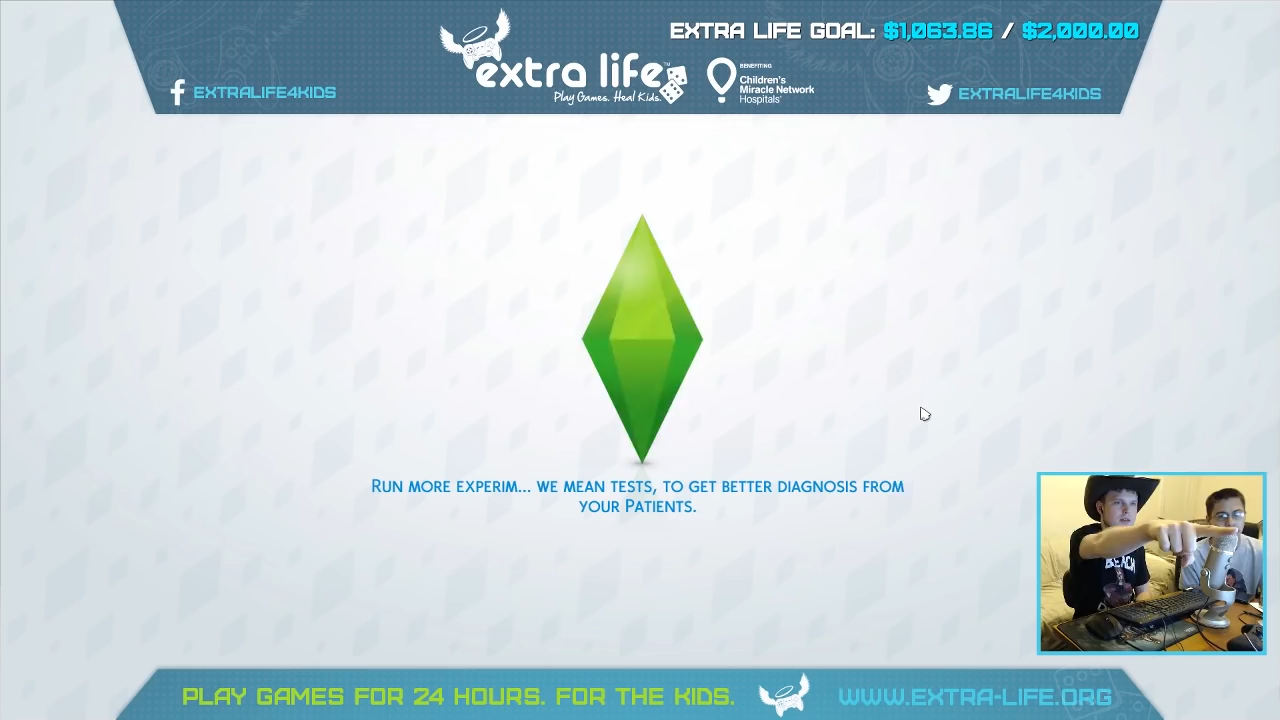 EXTRA LIFE GOAL: $1,063.86 / $2,000.00
extra life™
Play Games. Heal Kids.
BENEFITING
Children's
Miracle Network
Hospitals®
EXTRALIFE4KIDS
EXTRALIFE4KIDS
RUN MORE EXPERIM... WE MEAN TESTS, TO GET BETTER DIAGNOSIS FROM
YOUR PATIENTS.
BEACH
PLAY GAMES FOR 24 HOURS. FOR THE KIDS.
WWW.EXTRA-LIFE.ORG